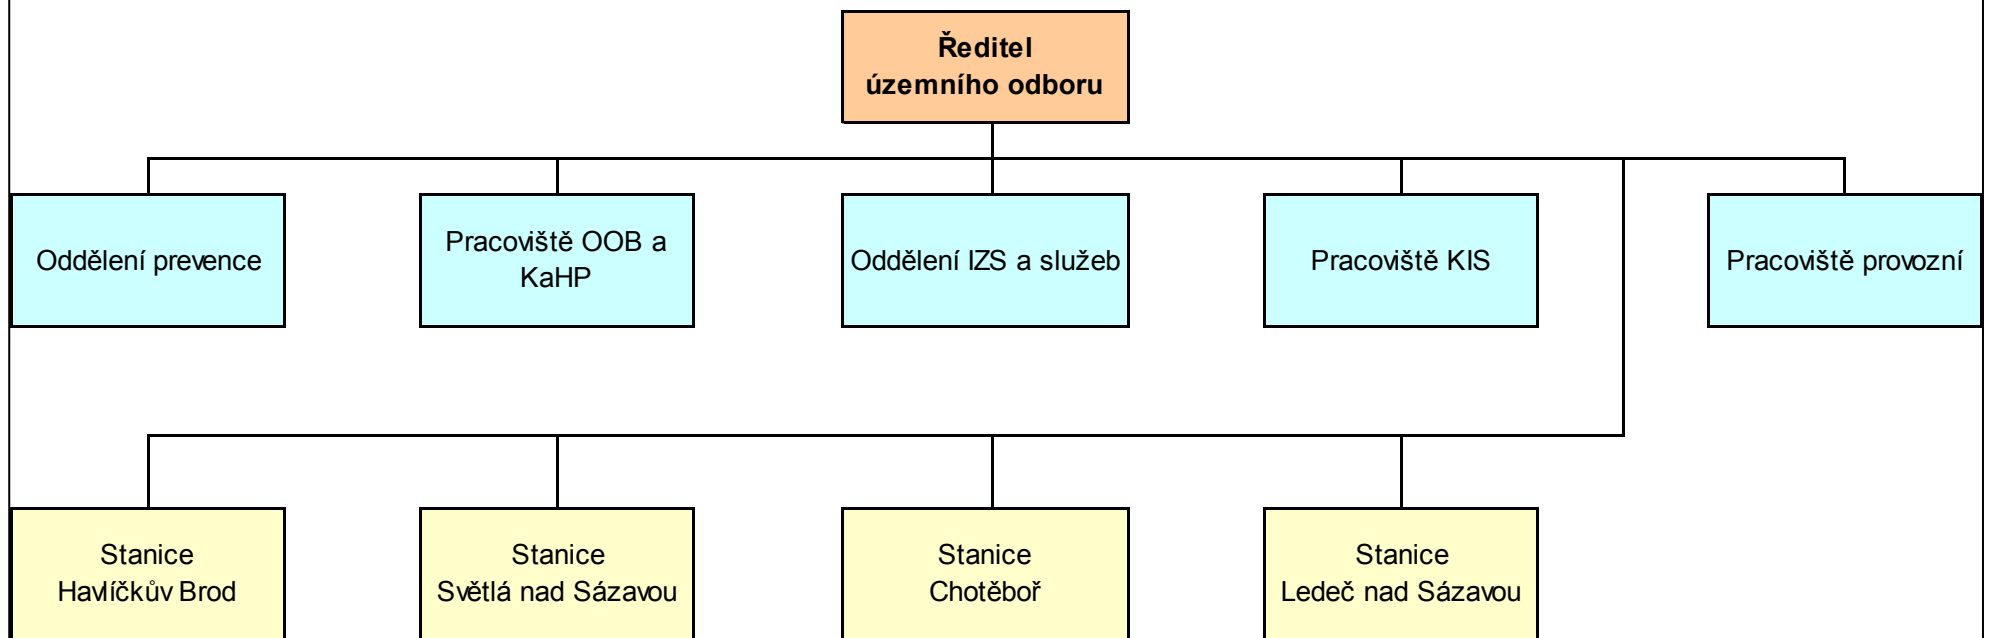 Ředitel
územního odboru
Oddělení prevence
Pracoviště OOB a
KaHP
Oddělení IZS a služeb
Pracoviště KIS
Pracoviště provozní
Stanice
Havlíčkův Brod
Stanice
Světlá nad Sázavou
Stanice
Chotěboř
Stanice
Ledeč nad Sázavou